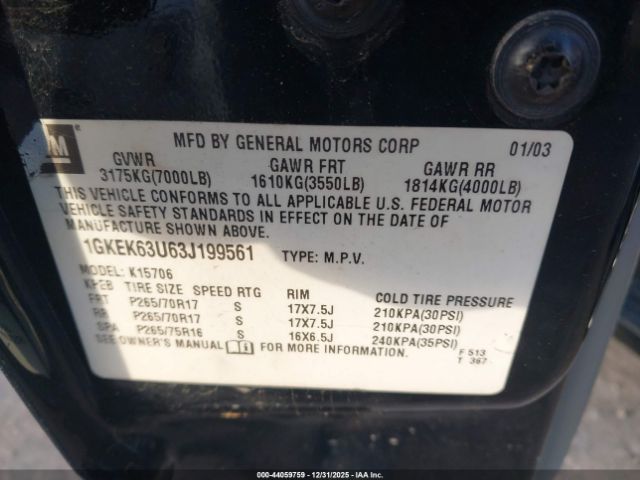 GM
MFD BY GENERAL MOTORS CORP 01/03
GVWR GAWR FRT GAWR RR
3175KG(7000LB) 1610KG(3550LB) 1814KG(4000LB)
THIS VEHICLE CONFORMS TO ALL APPLICABLE U.S. FEDERAL MOTOR
VEHICLE SAFETY STANDARDS IN EFFECT ON THE DATE OF
MANUFACTURE SHOWN ABOVE.
1GKEK63U63J199561 TYPE: M.P.V.
MODEL: K15706
KPEB TIRE SIZE SPEED RTG RIM COLD TIRE PRESSURE
FRT P265/70R17 S 17X7.5J 210KPA(30PSI)
RR P265/70R17 S 17X7.5J 210KPA(30PSI)
SPA P265/75R16 S 16X6.5J 240KPA(35PSI)
SEE OWNER'S MANUAL FOR MORE INFORMATION.
F 513
T 367
000-44059759 - 12/31/2025 - IAA Inc.